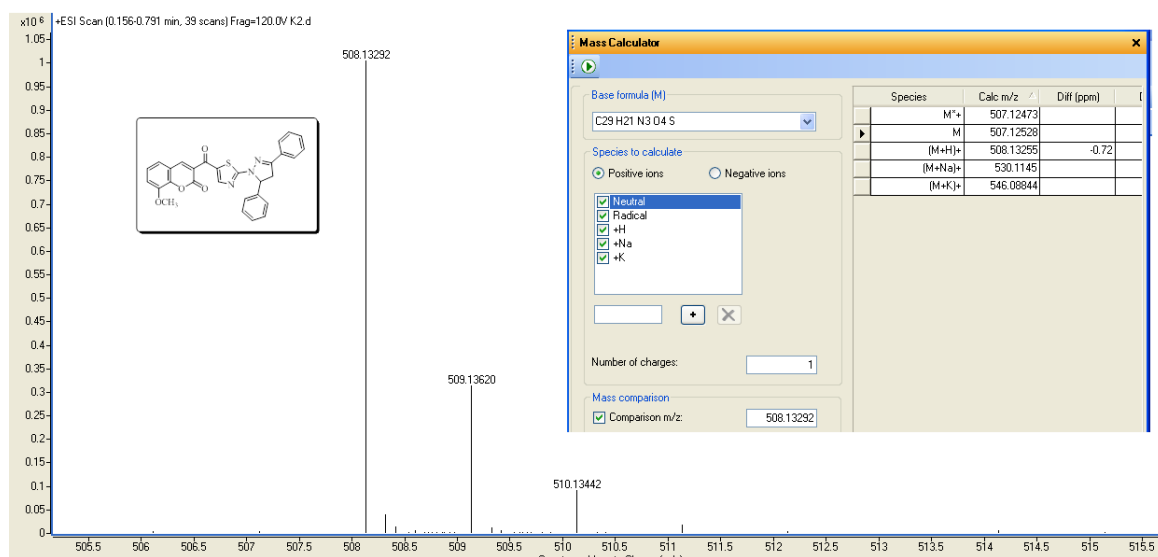 x10 6 +ESI Scan (0.156-0.791 min, 39 scans) Frag=120.0V K2.d
1.05
1
0.95
0.9
0.85
0.8
0.75
0.7
0.65
0.6
0.55
0.5
0.45
0.4
0.35
0.3
0.25
0.2
0.15
0.1
0.05
0
508.13292
509.13620
510.13442
505.5 506 506.5 507 507.5 508 508.5 509 509.5 510 510.5 511 511.5 512 512.5 513 513.5 514 514.5 515 515.5
O
S
N
N
N
O
O
OCH3
Mass Calculator
Base formula (M)
C29 H21 N3 O4 S
Species to calculate
Positive ions Negative ions
Neutral
Radical
+H
+Na
+K
Number of charges: 1
Mass comparison
Comparison m/z: 508.13292
Species Calc m/z Diff (ppm)
M*+ 507.12473
M 507.12528
(M+H)+ 508.13255 -0.72
(M+Na)+ 530.1145
(M+K)+ 546.08844